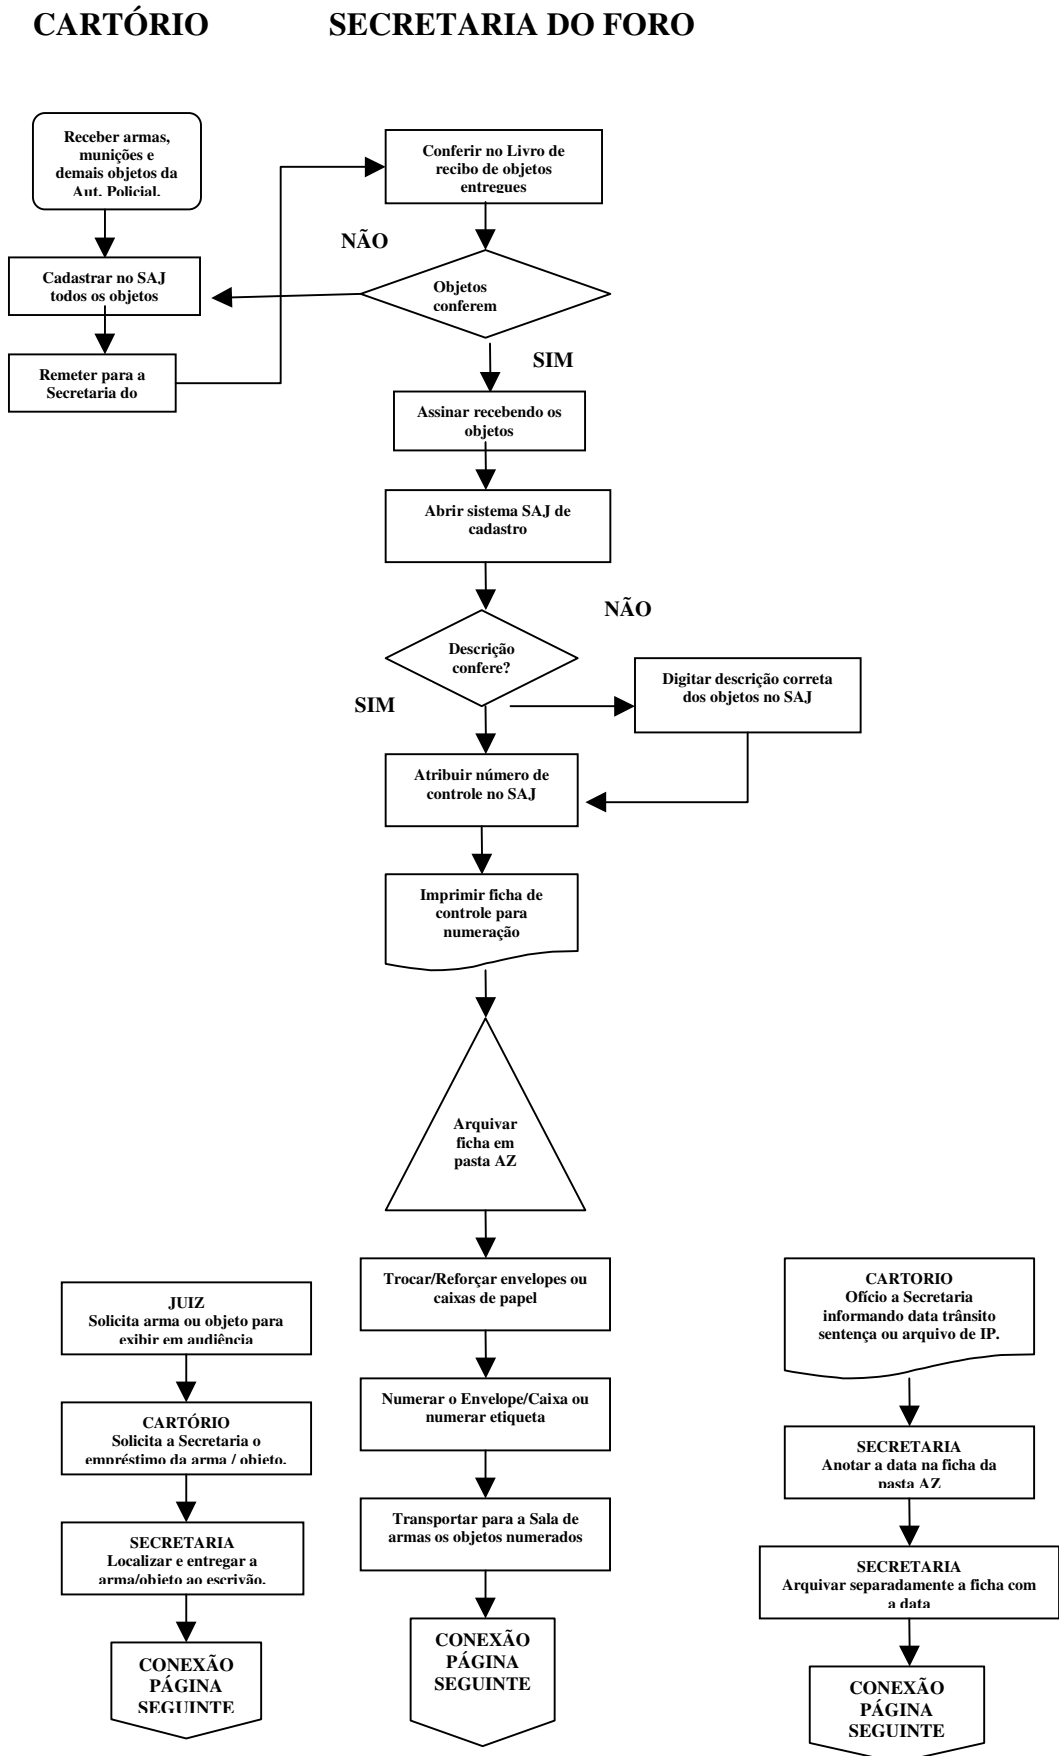 CARTÓRIO SECRETARIA DO FORO
Receber armas,
munições e
demais objetos da
Aut. Policial.
Conferir no Livro de
recibo de objetos
entregues
NÃO
Cadastrar no SAJ
todos os objetos
Objetos
conferem
Remeter para a
Secretaria do
SIM
Assinar recebendo os
objetos
Abrir sistema SAJ de
cadastro
NÃO
Descrição
confere?
SIM
Digitar descrição correta
dos objetos no SAJ
Atribuir número de
controle no SAJ
Imprimir ficha de
controle para
numeração
Arquivar
ficha em
pasta AZ
Trocar/Reforçar envelopes ou
caixas de papel
Numerar o Envelope/Caixa ou
numerar etiqueta
Transportar para a Sala de
armas os objetos numerados
CONEXÃO
PÁGINA
SEGUINTE
JUIZ
Solicita arma ou objeto para
exibir em audiência
CARTÓRIO
Solicita a Secretaria o
empréstimo da arma / objeto.
SECRETARIA
Localizar e entregar a
arma/objeto ao escrivão.
CONEXÃO
PÁGINA
SEGUINTE
CARTORIO
Ofício a Secretaria
informando data trânsito
sentença ou arquivo de IP.
SECRETARIA
Anotar a data na ficha da
pasta AZ
SECRETARIA
Arquivar separadamente a ficha com
a data
CONEXÃO
PÁGINA
SEGUINTE